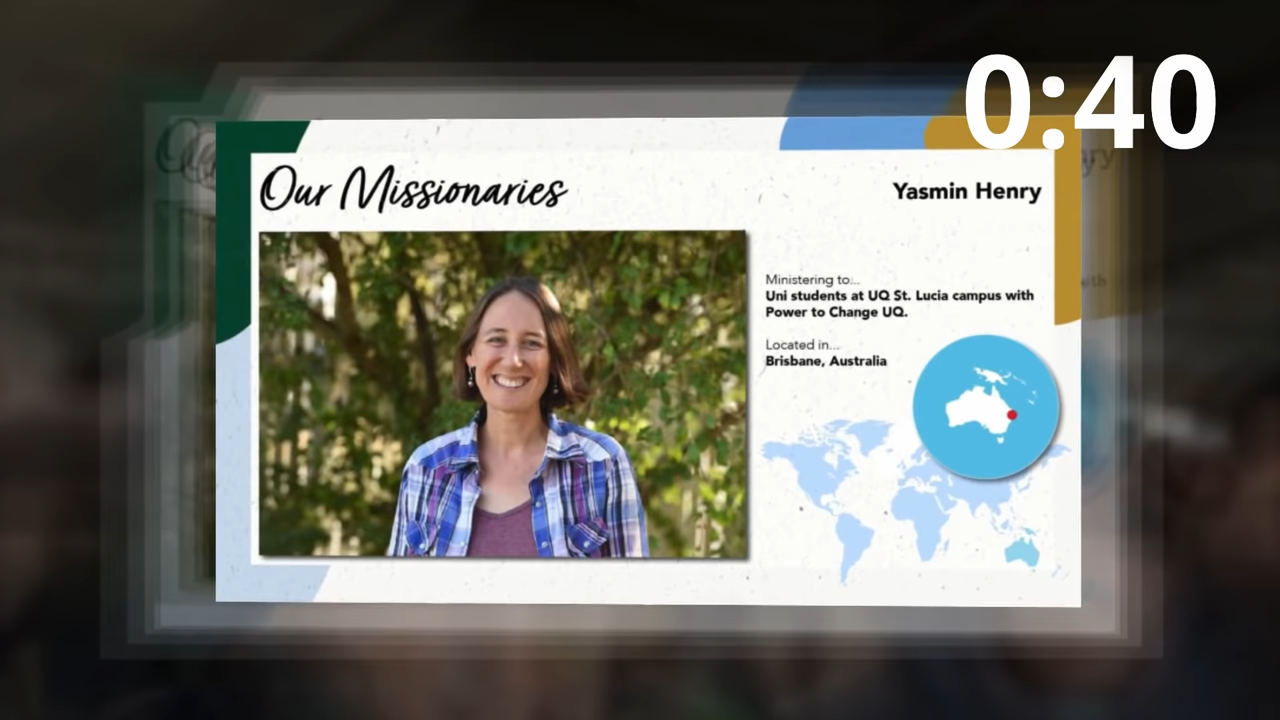 0:40
Our Missionaries
Yasmin Henry
Ministering to...
Uni students at UQ St. Lucia campus with
Power to Change UQ.
Located in...
Brisbane, Australia